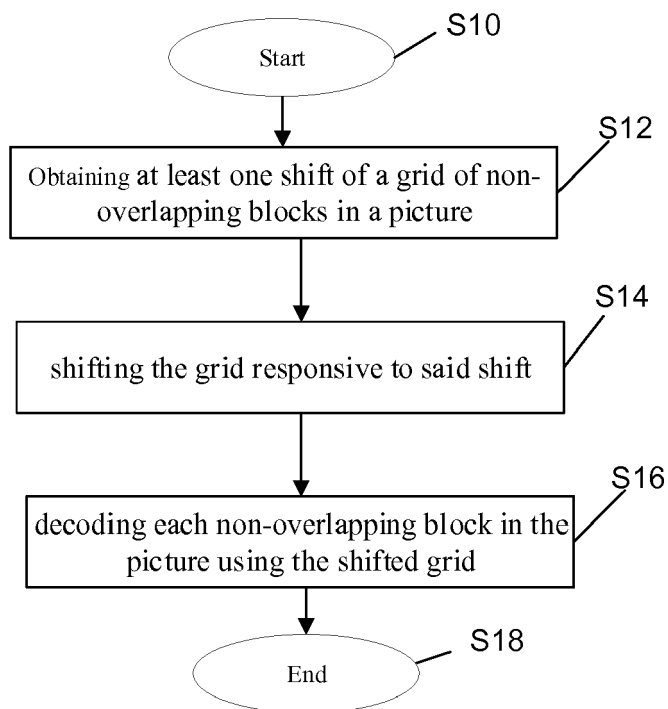 S10
Start
S12
Obtaining at least one shift of a grid of non-
overlapping blocks in a picture
S14
shifting the grid responsive to said shift
S16
decoding each non-overlapping block in the
picture using the shifted grid
S18
End